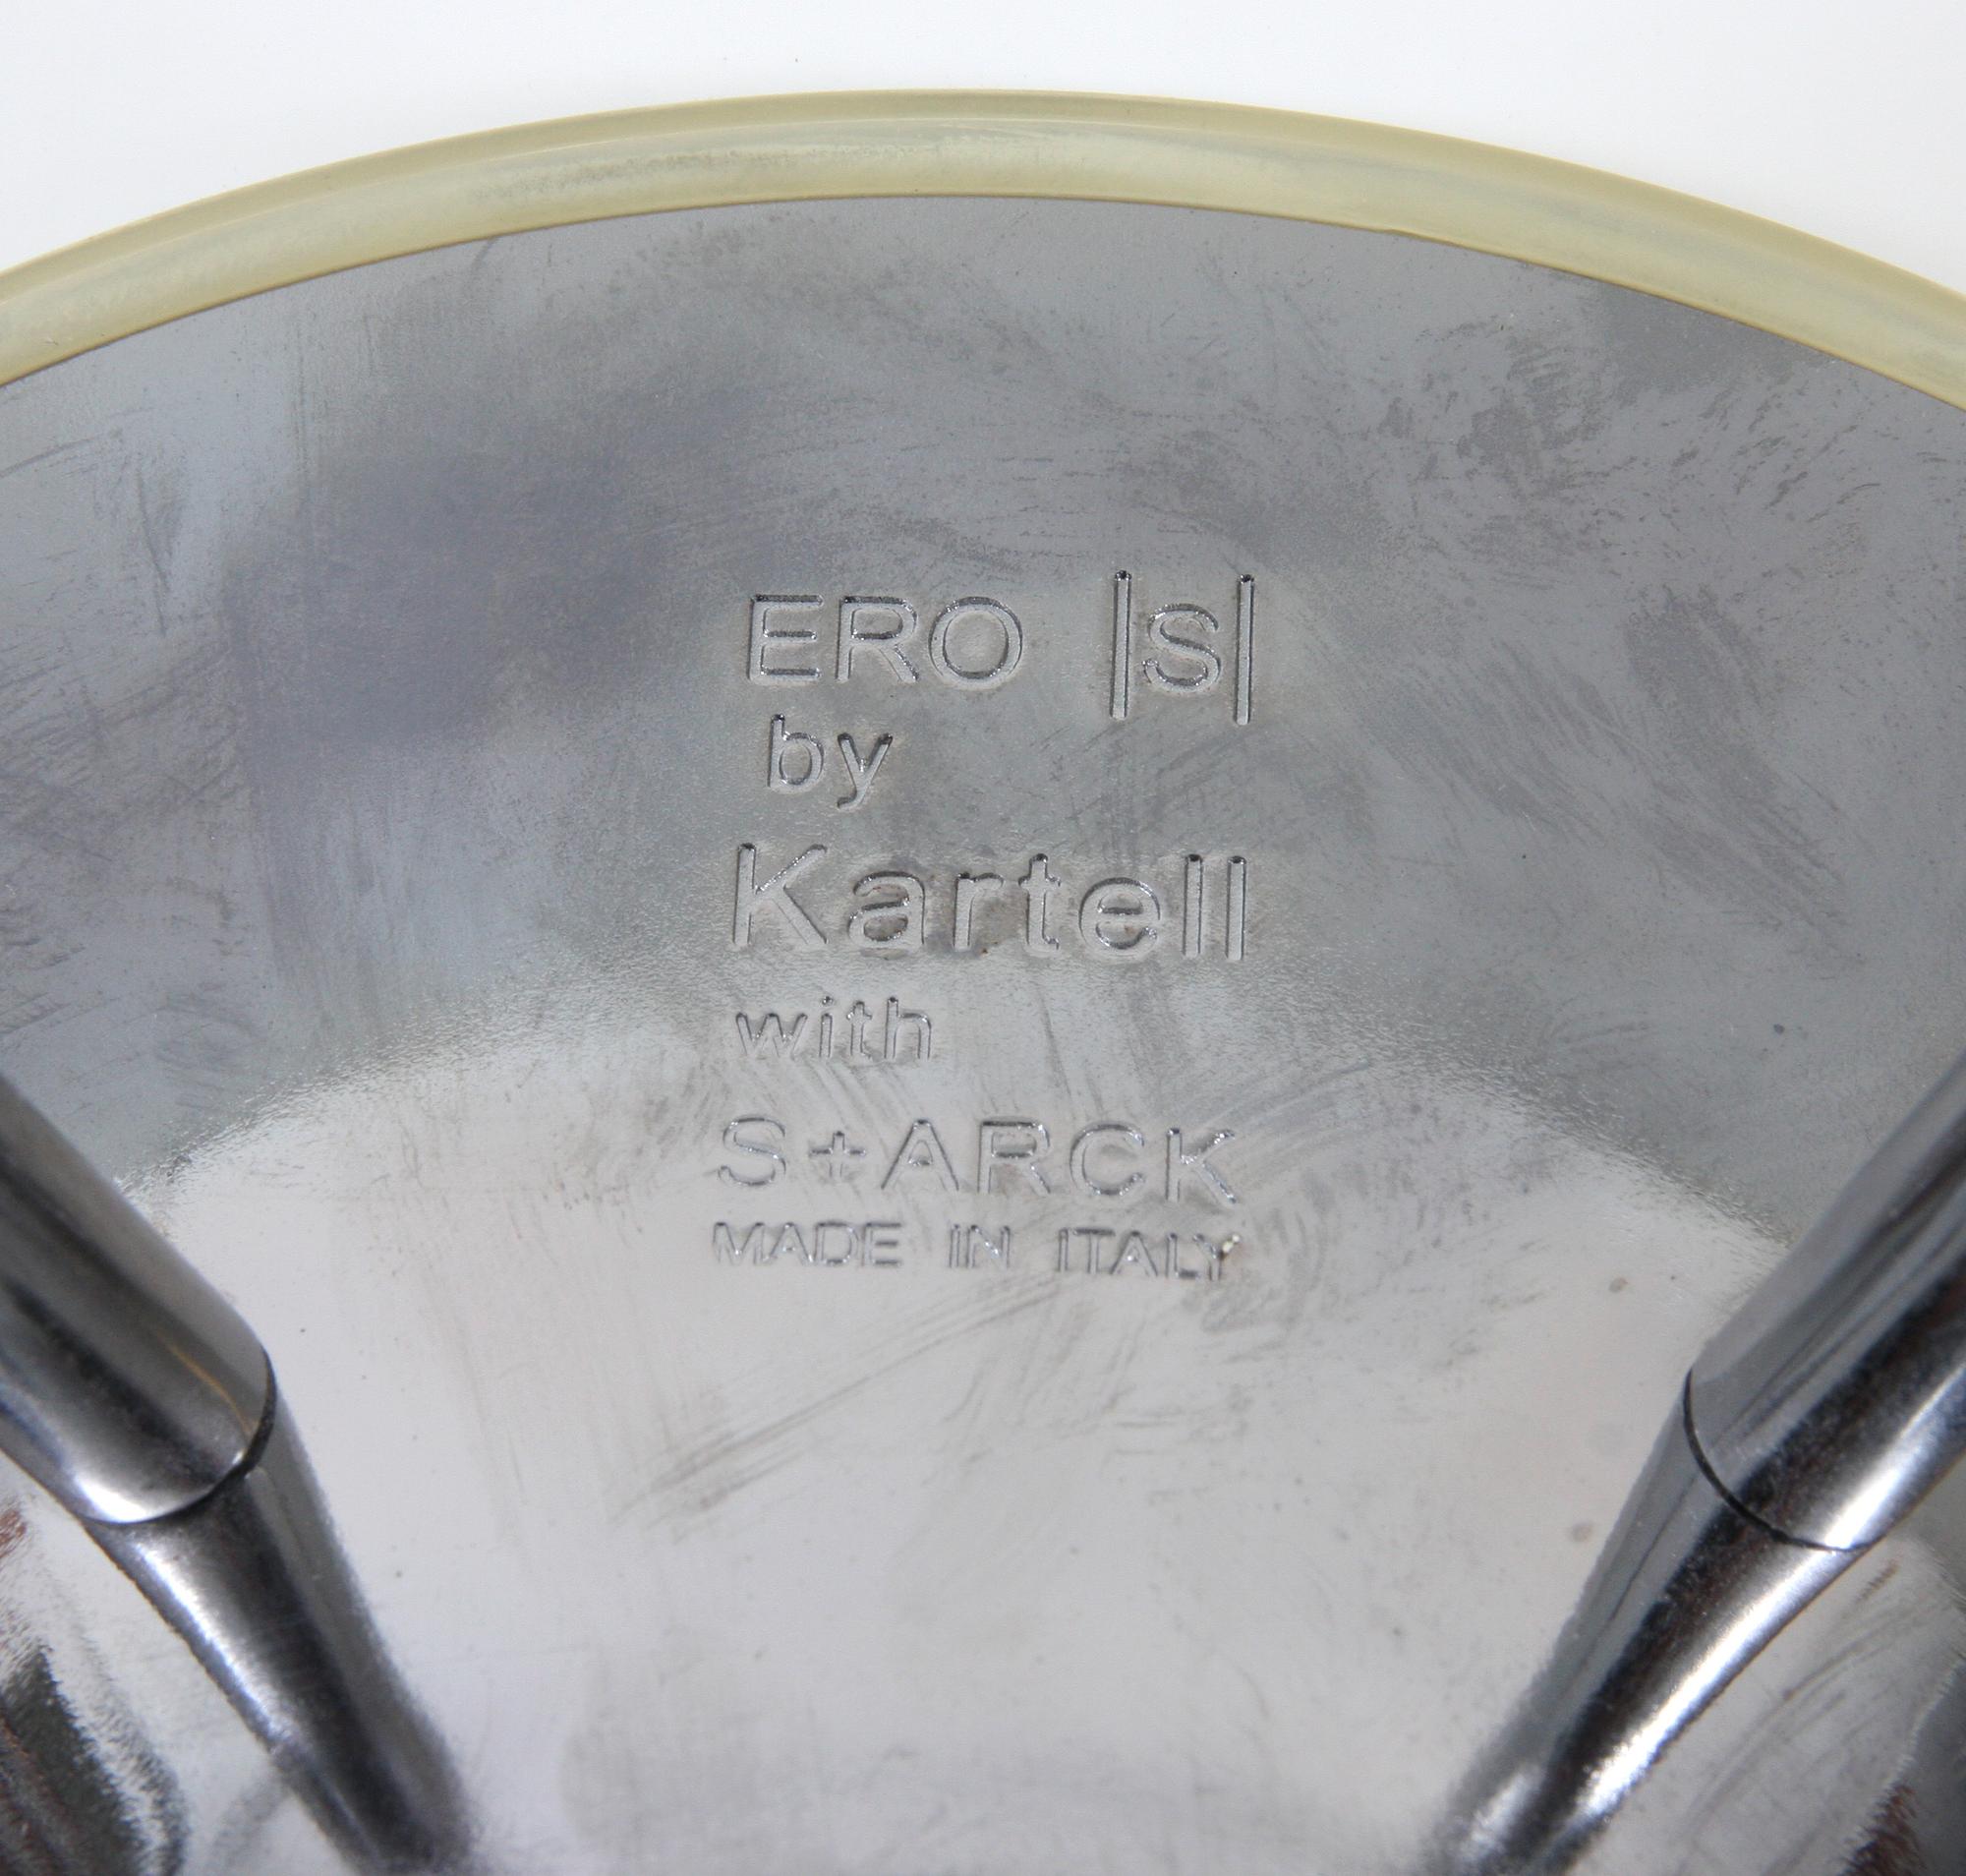 ERO |S|
by
Kartell
with
S+ARCK
MADE IN ITALY